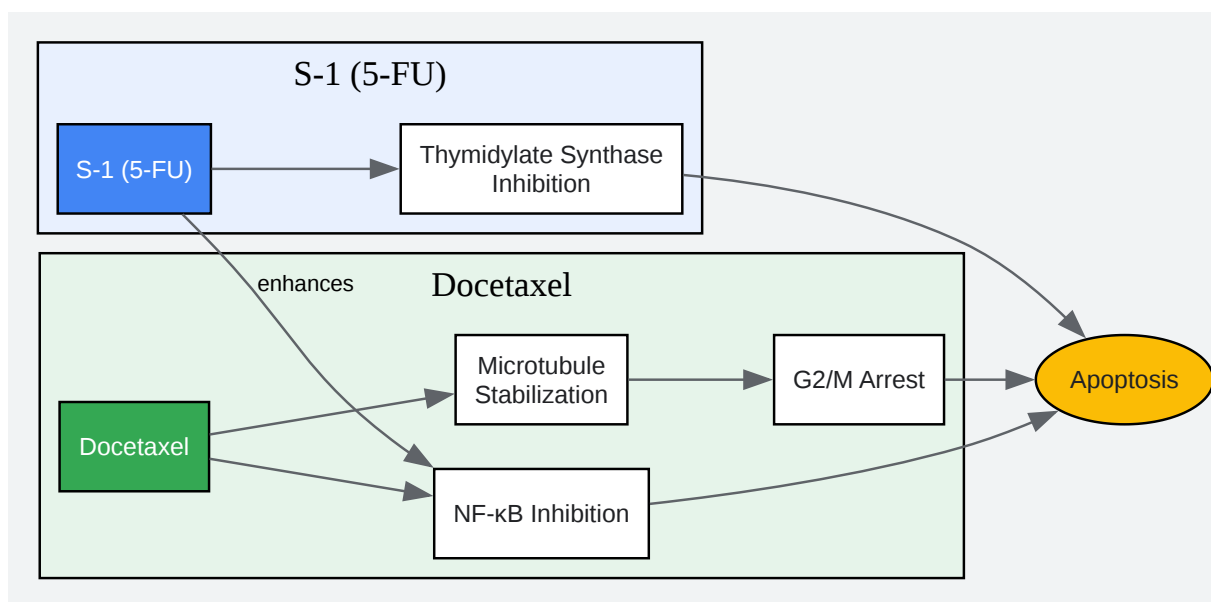 S-1 (5-FU)
S-1 (5-FU)
Thymidylate Synthase
Inhibition
enhances
Docetaxel
Microtubule
Stabilization
G2/M Arrest
Apoptosis
Docetaxel
NF-κB Inhibition